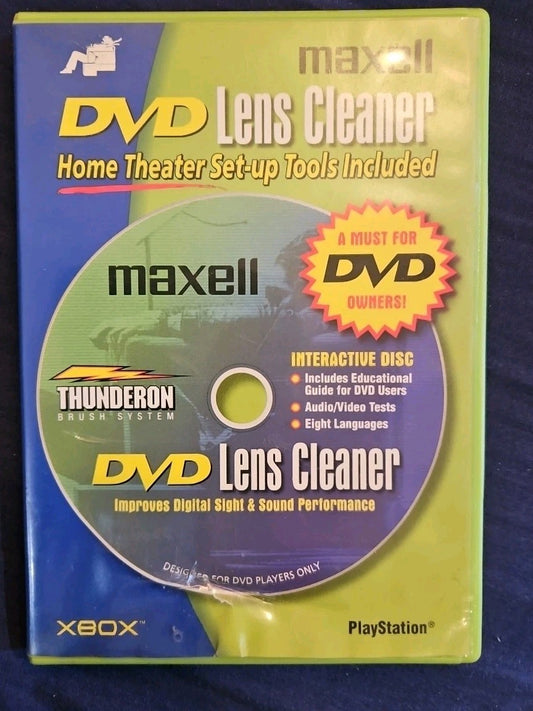 maxell
DVD Lens Cleaner
Home Theater Set-up Tools Included
A MUST FOR
DVD
OWNERS!
maxell
INTERACTIVE DISC
Includes Educational
Guide for DVD Users
Audio/Video Tests
Eight Languages
THUNDERON
BRUSH SYSTEM
DVD Lens Cleaner
Improves Digital Sight & Sound Performance
DESIGNED FOR DVD PLAYERS ONLY
XBOX™
PlayStation®